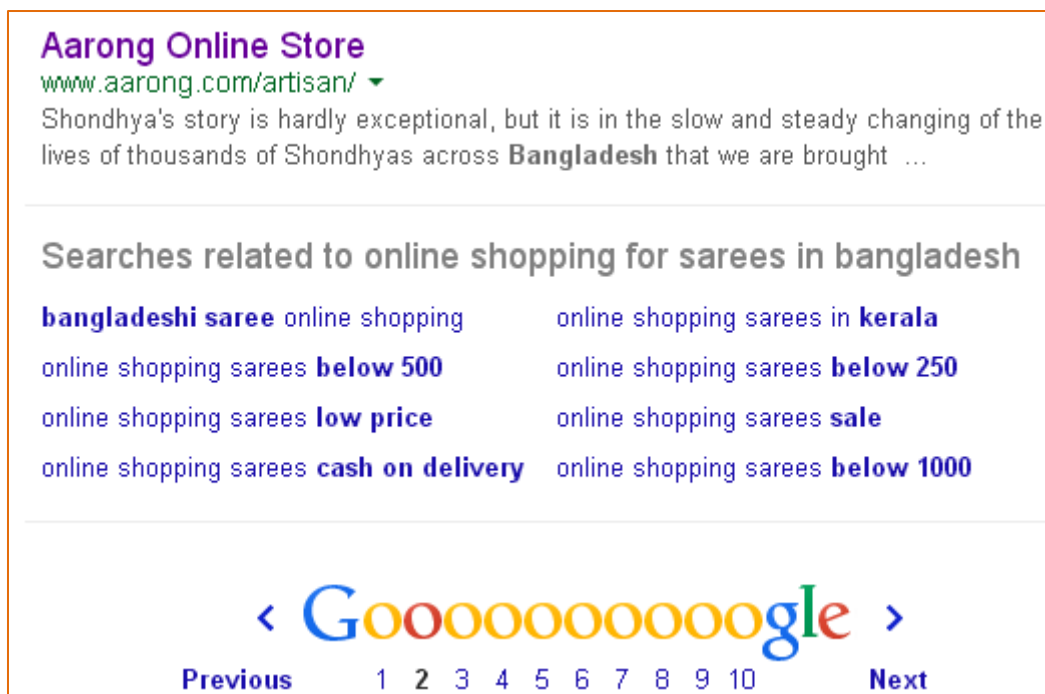 Aarong Online Store
www.aarong.com/artisan/
Shondhya's story is hardly exceptional, but it is in the slow and steady changing of the
lives of thousands of Shondhyas across Bangladesh that we are brought ...
Searches related to online shopping for sarees in bangladesh
bangladeshi saree online shopping online shopping sarees in kerala
online shopping sarees below 500 online shopping sarees below 250
online shopping sarees low price online shopping sarees sale
online shopping sarees cash on delivery online shopping sarees below 1000
< Goooooooooogle >
Previous 1 2 3 4 5 6 7 8 9 10 Next